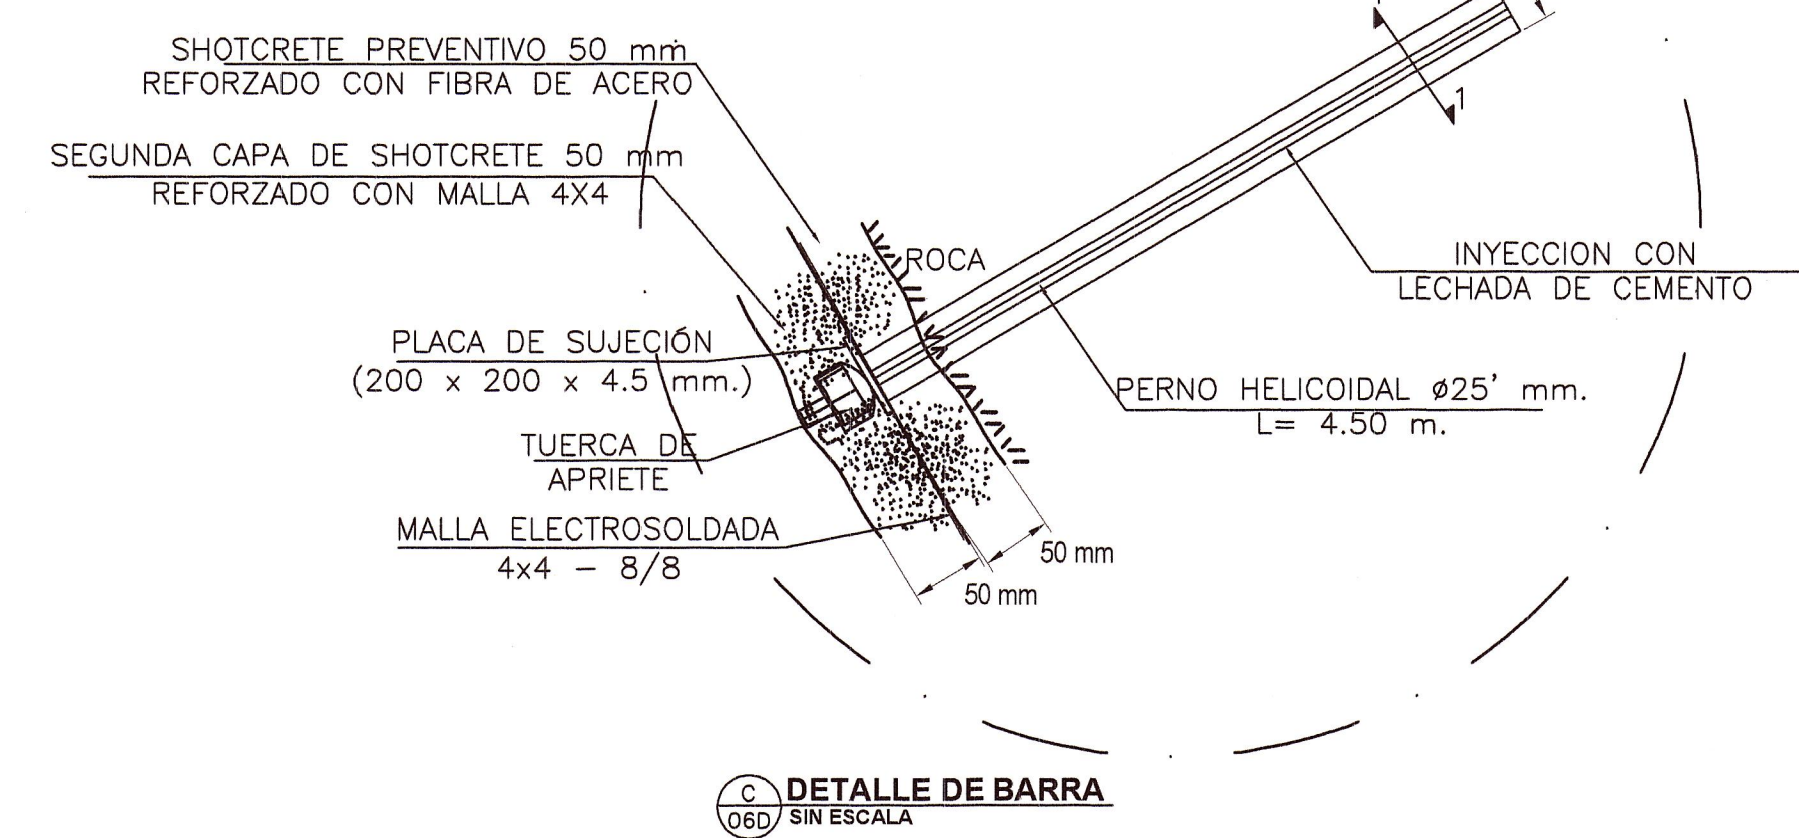 SHOTCRETE PREVENTIVO 50 mm
REFORZADO CON FIBRA DE ACERO
SEGUNDA CAPA DE SHOTCRETE 50 mm
REFORZADO CON MALLA 4X4
ROCA
1
INYECCION CON
LECHADA DE CEMENTO
PLACA DE SUJECIÓN
(200 x 200 x 4.5 mm.)
PERNO HELICOIDAL ø25' mm.
L= 4.50 m.
TUERCA DE
APRIETE
MALLA ELECTROSOLDADA
4x4 – 8/8
50 mm
50 mm
C
06D
DETALLE DE BARRA
SIN ESCALA